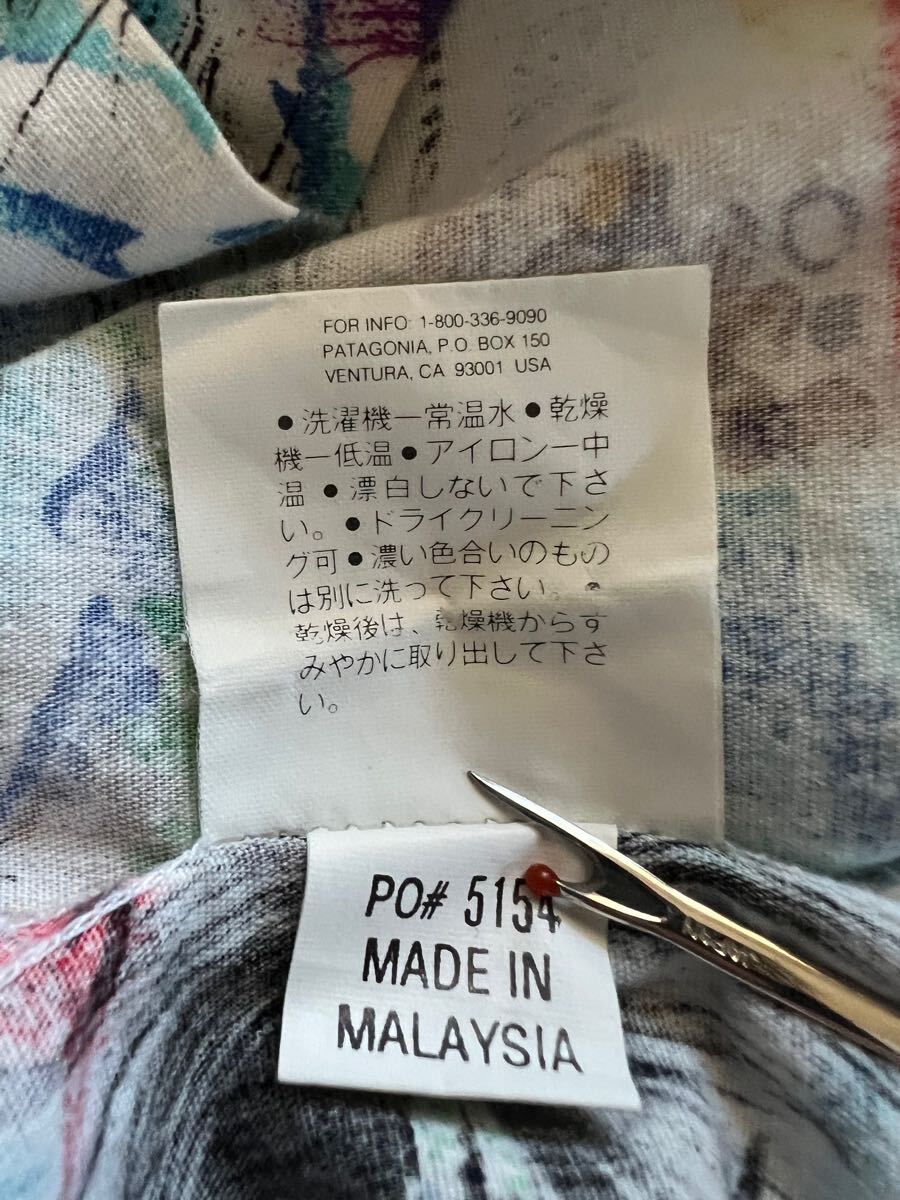 FOR INFO: 1-800-336-9090
PATAGONIA, P.O. BOX 150
VENTURA, CA 93001 USA
●洗濯機ー常温水●乾燥
機ー低温●アイロンー中
温●漂白しないで下さ
い。●ドライクリーニン
グ可●濃い色合いのもの
は別に洗って下さい。●
乾燥後は、乾燥機からす
みやかに取り出して下さ
い。
PO# 5154
MADE IN
MALAYSIA